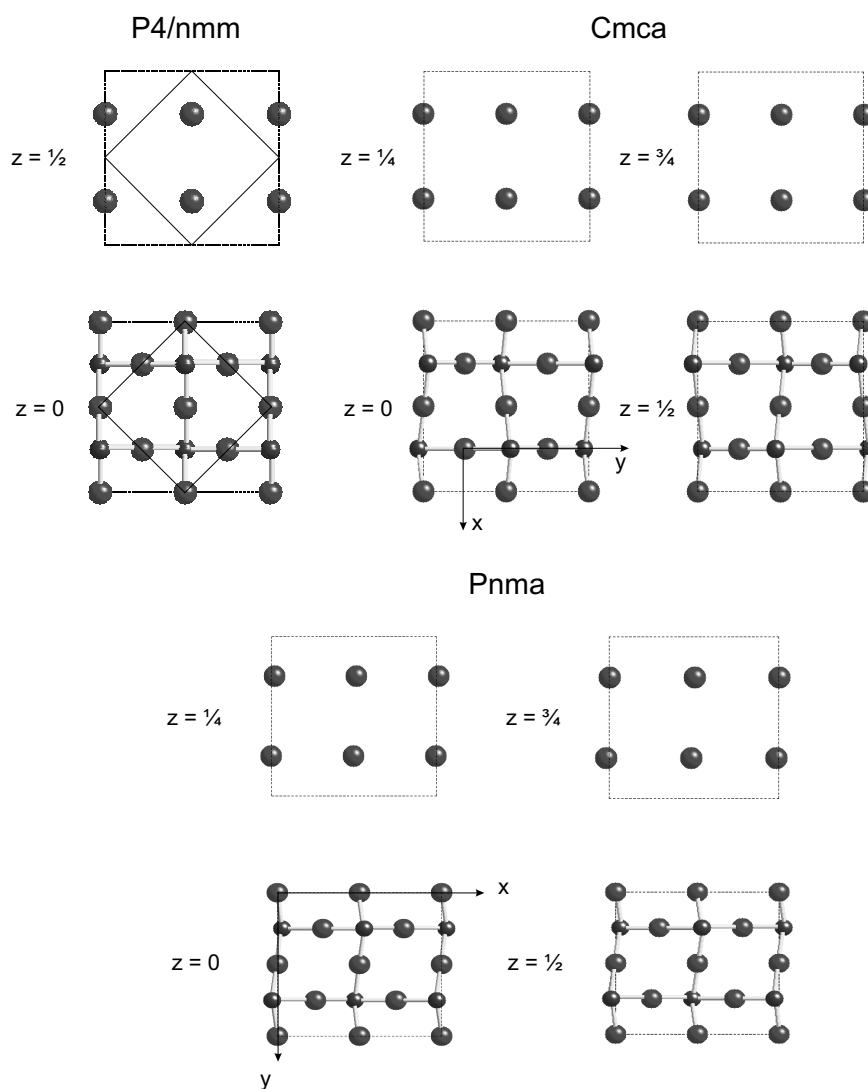 P4/nmm
Cmca
z = ½
z = ¼
z = ¾
z = 0
z = 0
z = ½
y
x
Pnma
z = ¼
z = ¾
x
z = 0
z = ½
y